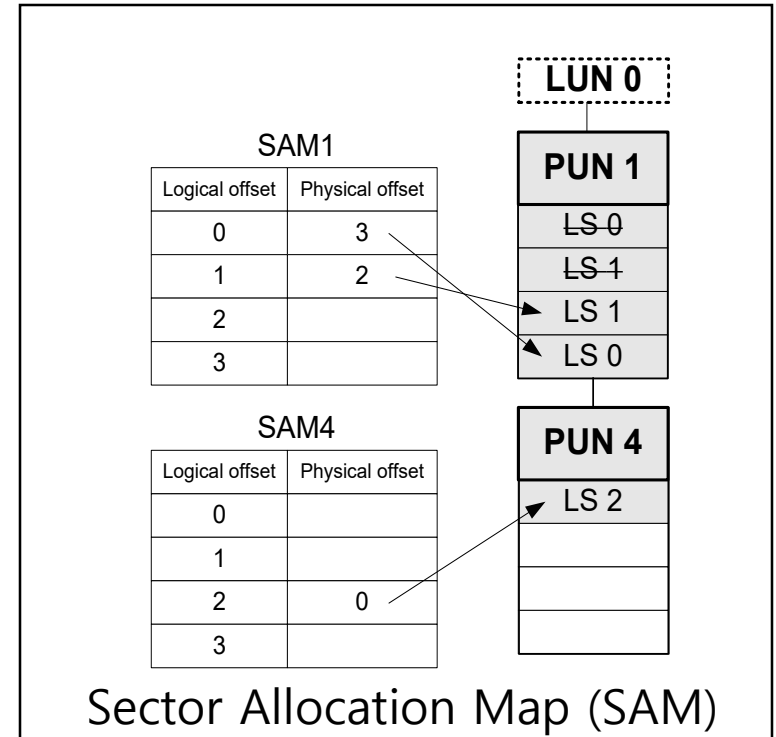 LUN 0
SAM1
Logical offset Physical offset
0 3
1 2
2
3
PUN 1
LS 0
LS 1
LS 1
LS 0
SAM4
Logical offset Physical offset
0
1
2 0
3
PUN 4
LS 2
Sector Allocation Map (SAM)